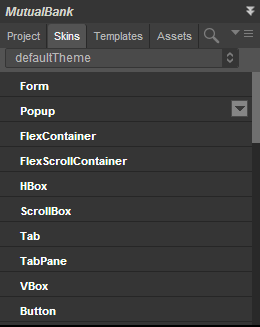 MutualBank
Project Skins Templates Assets
defaultTheme
Form
Popup
FlexContainer
FlexScrollContainer
HBox
ScrollBox
Tab
TabPane
VBox
Button